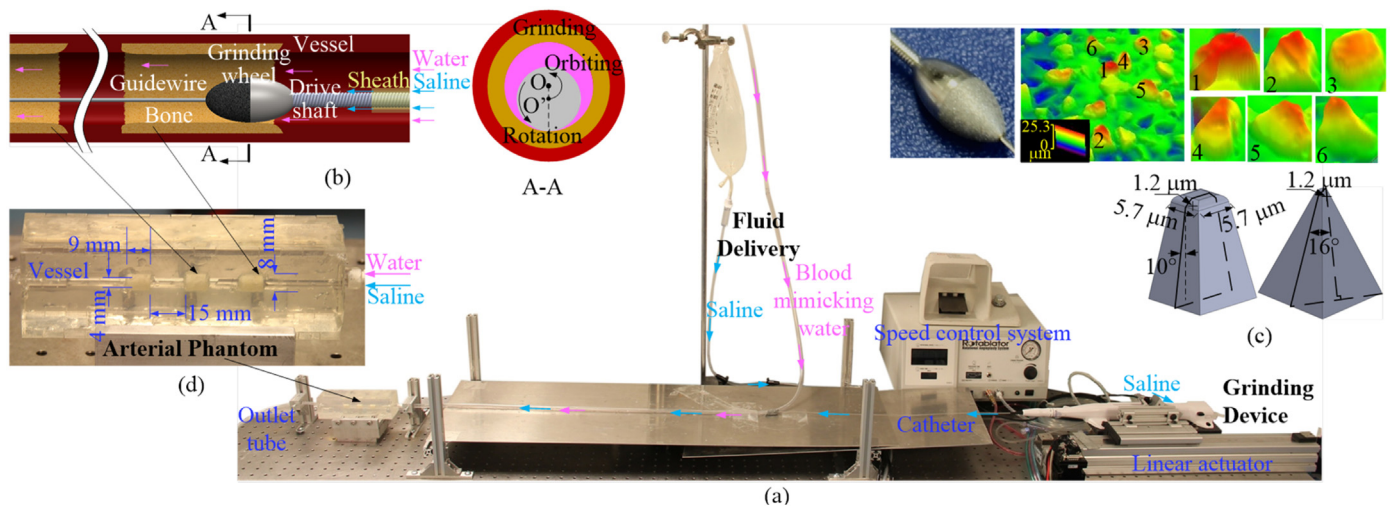 A
Vessel
Grinding
wheel
Guidewire
Drive
shaft
Sheath
Bone
Water
Saline
A
(b)
Grinding
Orbiting
O
O'
Rotation
A-A
9 mm
8 mm
Vessel
4 mm
15 mm
Water
Saline
Arterial Phantom
(d)
Fluid
Delivery
Saline
Blood
mimicking
water
Speed control system
Rotablator
Outlet
tube
Catheter
Saline
Grinding
Device
Linear actuator
(a)
6
3
4
1
5
2
25.3
0
μm
1
2
3
4
5
6
1.2 μm
5.7 μm
5.7 μm
10°
1.2 μm
16°
(c)